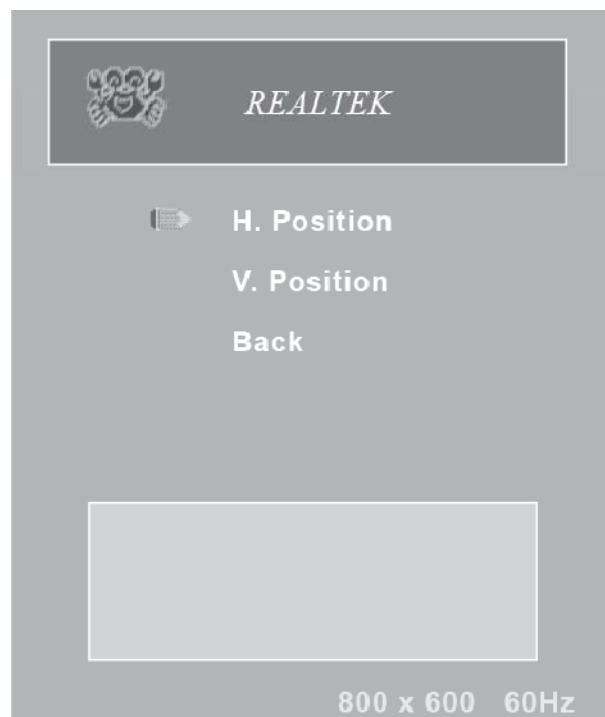 REALTEK
H. Position
V. Position
Back
800 x 600 60Hz